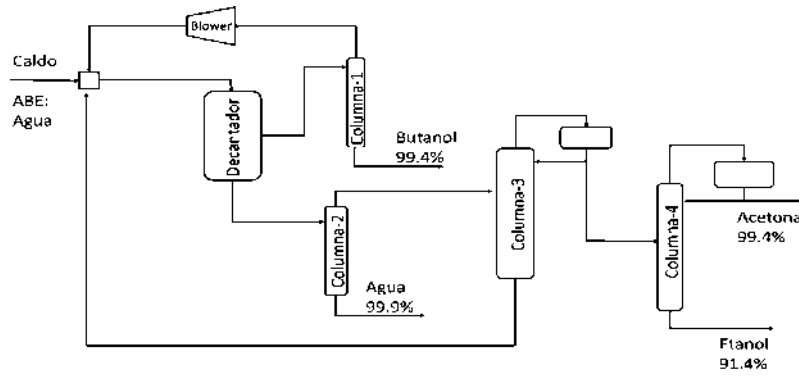 Blower
Caldo
ABE:
Agua
Decantador
Columna-1
Butanol
99.4%
Columna-2
Agua
99.9%
Columna-3
Columna-4
Acetona
99.4%
Etanol
91.4%